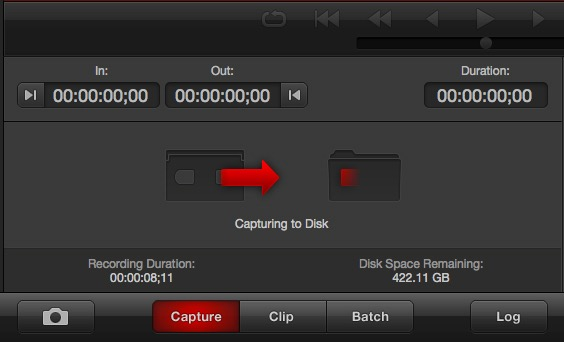 In: Out: Duration:
00:00:00;00 00:00:00;00 00:00:00;00
Capturing to Disk
Recording Duration: Disk Space Remaining:
00:00:08;11 422.11 GB
Capture Clip Batch Log